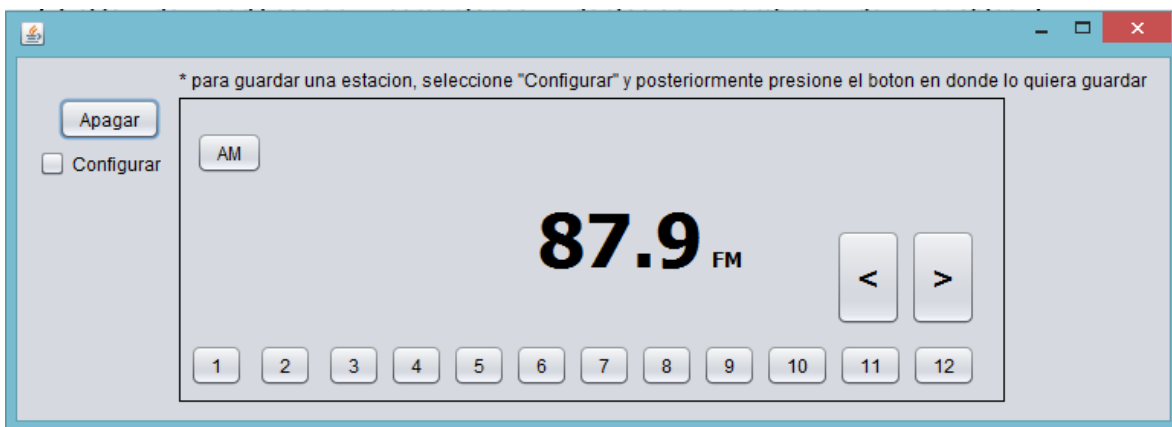 * para guardar una estacion, seleccione "Configurar" y posteriormente presione el boton en donde lo quiera guardar
Apagar
Configurar
AM
87.9 FM
< >
1 2 3 4 5 6 7 8 9 10 11 12